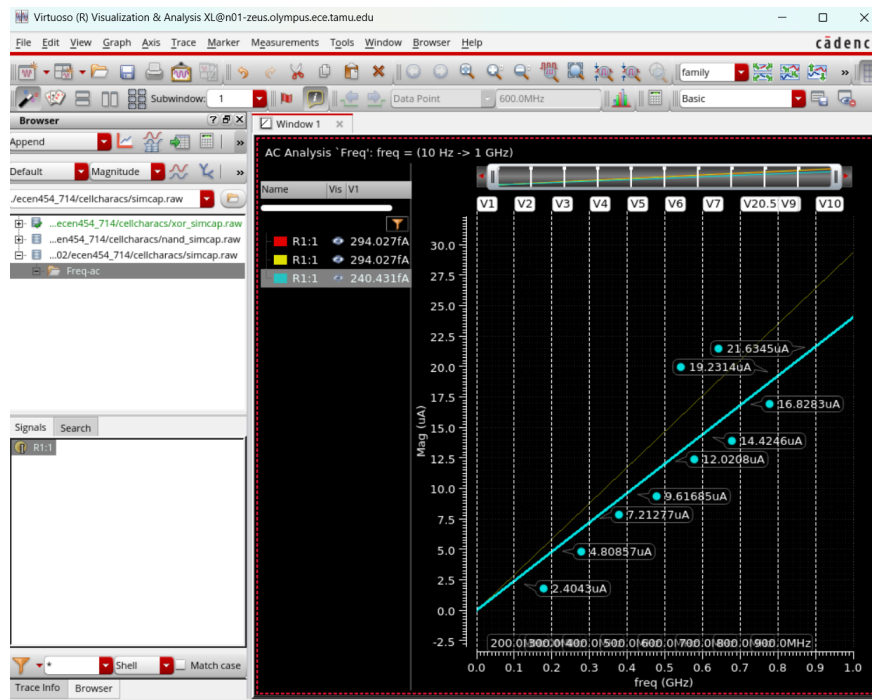 Virtuoso (R) Visualization & Analysis XL@n01-zeus.olympus.ece.tamu.edu
File Edit View Graph Axis Trace Marker Measurements Tools Window Browser Help
cādenc
family
Subwindow: 1
Data Point
600.0MHz
Basic
Browser
Append
Default
Magnitude
./ecen454_714/cellcharacs/simcap.raw
...ecen454_714/cellcharacs/xor_simcap.raw
...en454_714/cellcharacs/nand_simcap.raw
...02/ecen454_714/cellcharacs/simcap.raw
Freq-ac
Signals Search
R1:1
* Shell Match case
Trace Info Browser
Window 1
AC Analysis `Freq': freq = (10 Hz -> 1 GHz)
Name Vis V1
R1:1 294.027fA
R1:1 294.027fA
R1:1 240.431fA
V1 V2 V3 V4 V5 V6 V7 V20.5 V9 V10
30.0
27.5
25.0
22.5
20.0
17.5
15.0
12.5
10.0
7.5
5.0
2.5
0.0
-2.5
Mag (uA)
21.6345uA
19.2314uA
16.8283uA
14.4246uA
12.0208uA
9.61685uA
7.21277uA
4.80857uA
2.4043uA
0.0 0.1 0.2 0.3 0.4 0.5 0.6 0.7 0.8 0.9 1.0
freq (GHz)